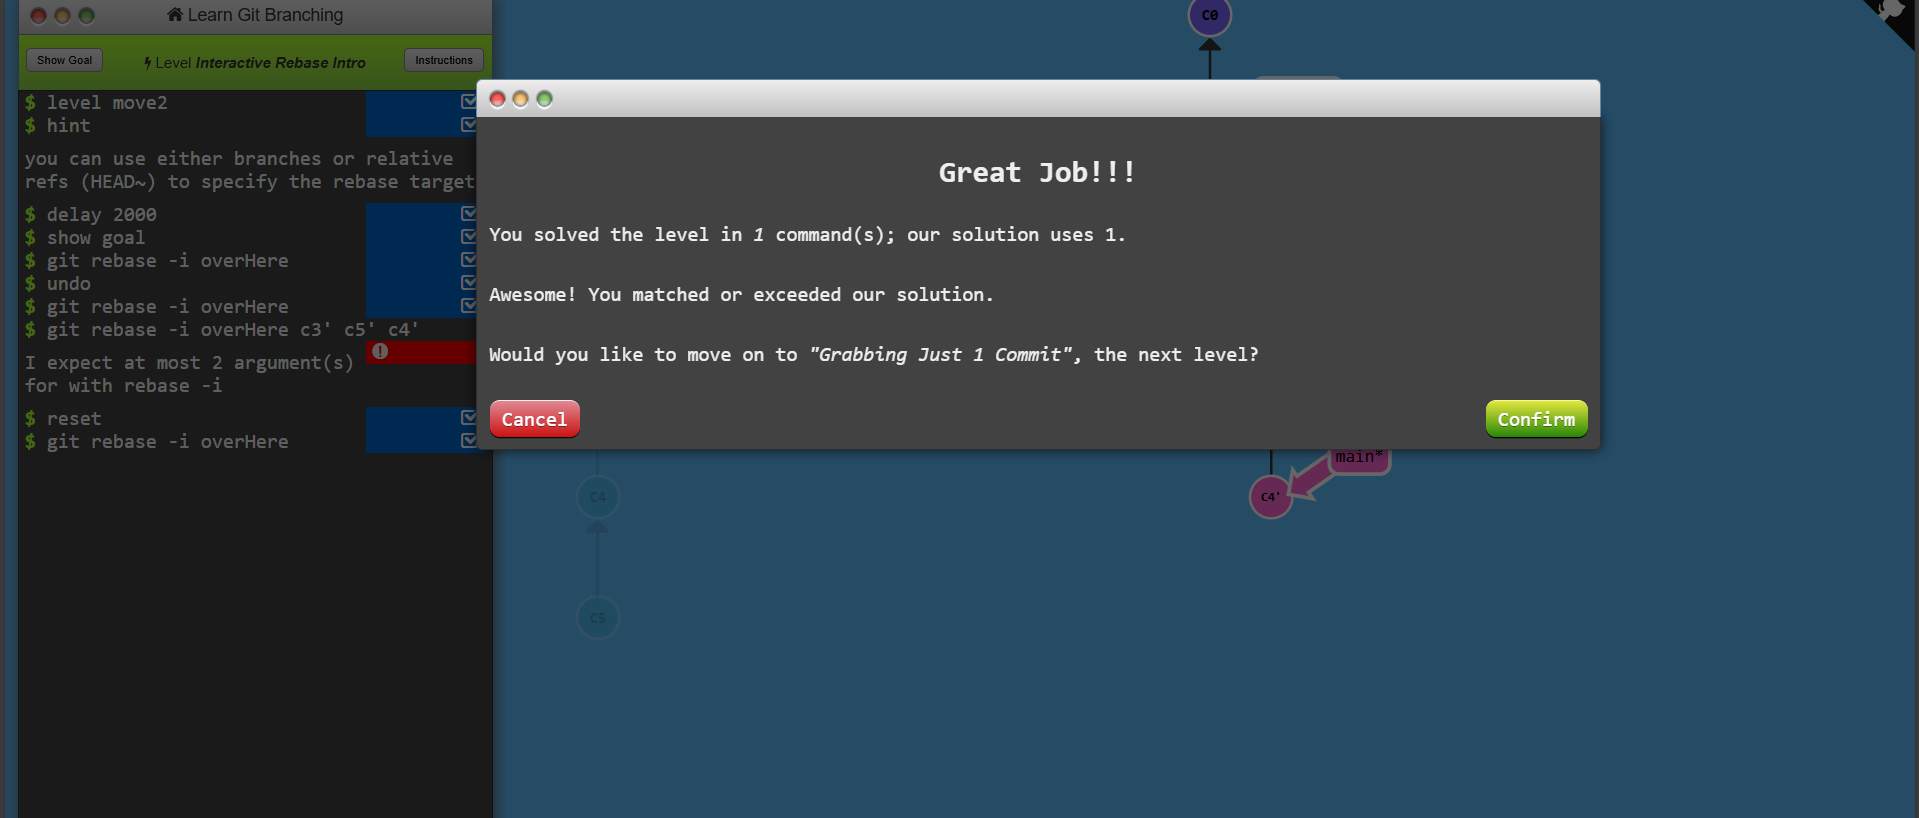 Learn Git Branching
Show Goal
Level Interactive Rebase Intro
Instructions
$ level move2
$ hint
you can use either branches or relative
refs (HEAD~) to specify the rebase target
$ delay 2000
$ show goal
$ git rebase -i overHere
$ undo
$ git rebase -i overHere
$ git rebase -i overHere c3' c5' c4'
I expect at most 2 argument(s)
for with rebase -i
$ reset
$ git rebase -i overHere
C0
Great Job!!!
You solved the level in 1 command(s); our solution uses 1.
Awesome! You matched or exceeded our solution.
Would you like to move on to "Grabbing Just 1 Commit", the next level?
Cancel
Confirm
main*
C4
C4'
C5